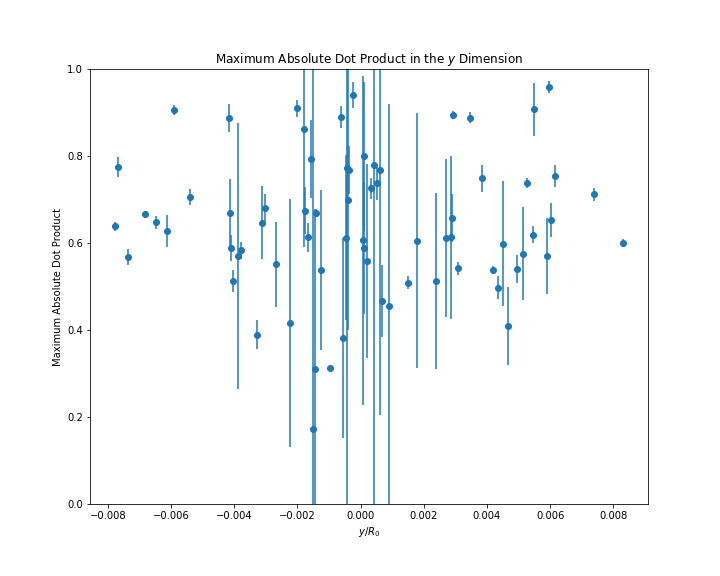 Maximum Absolute Dot Product in the y Dimension
Maximum Absolute Dot Product
1.0
0.8
0.6
0.4
0.2
0.0
−0.008 −0.006 −0.004 −0.002 0.000 0.002 0.004 0.006 0.008
y/R₀